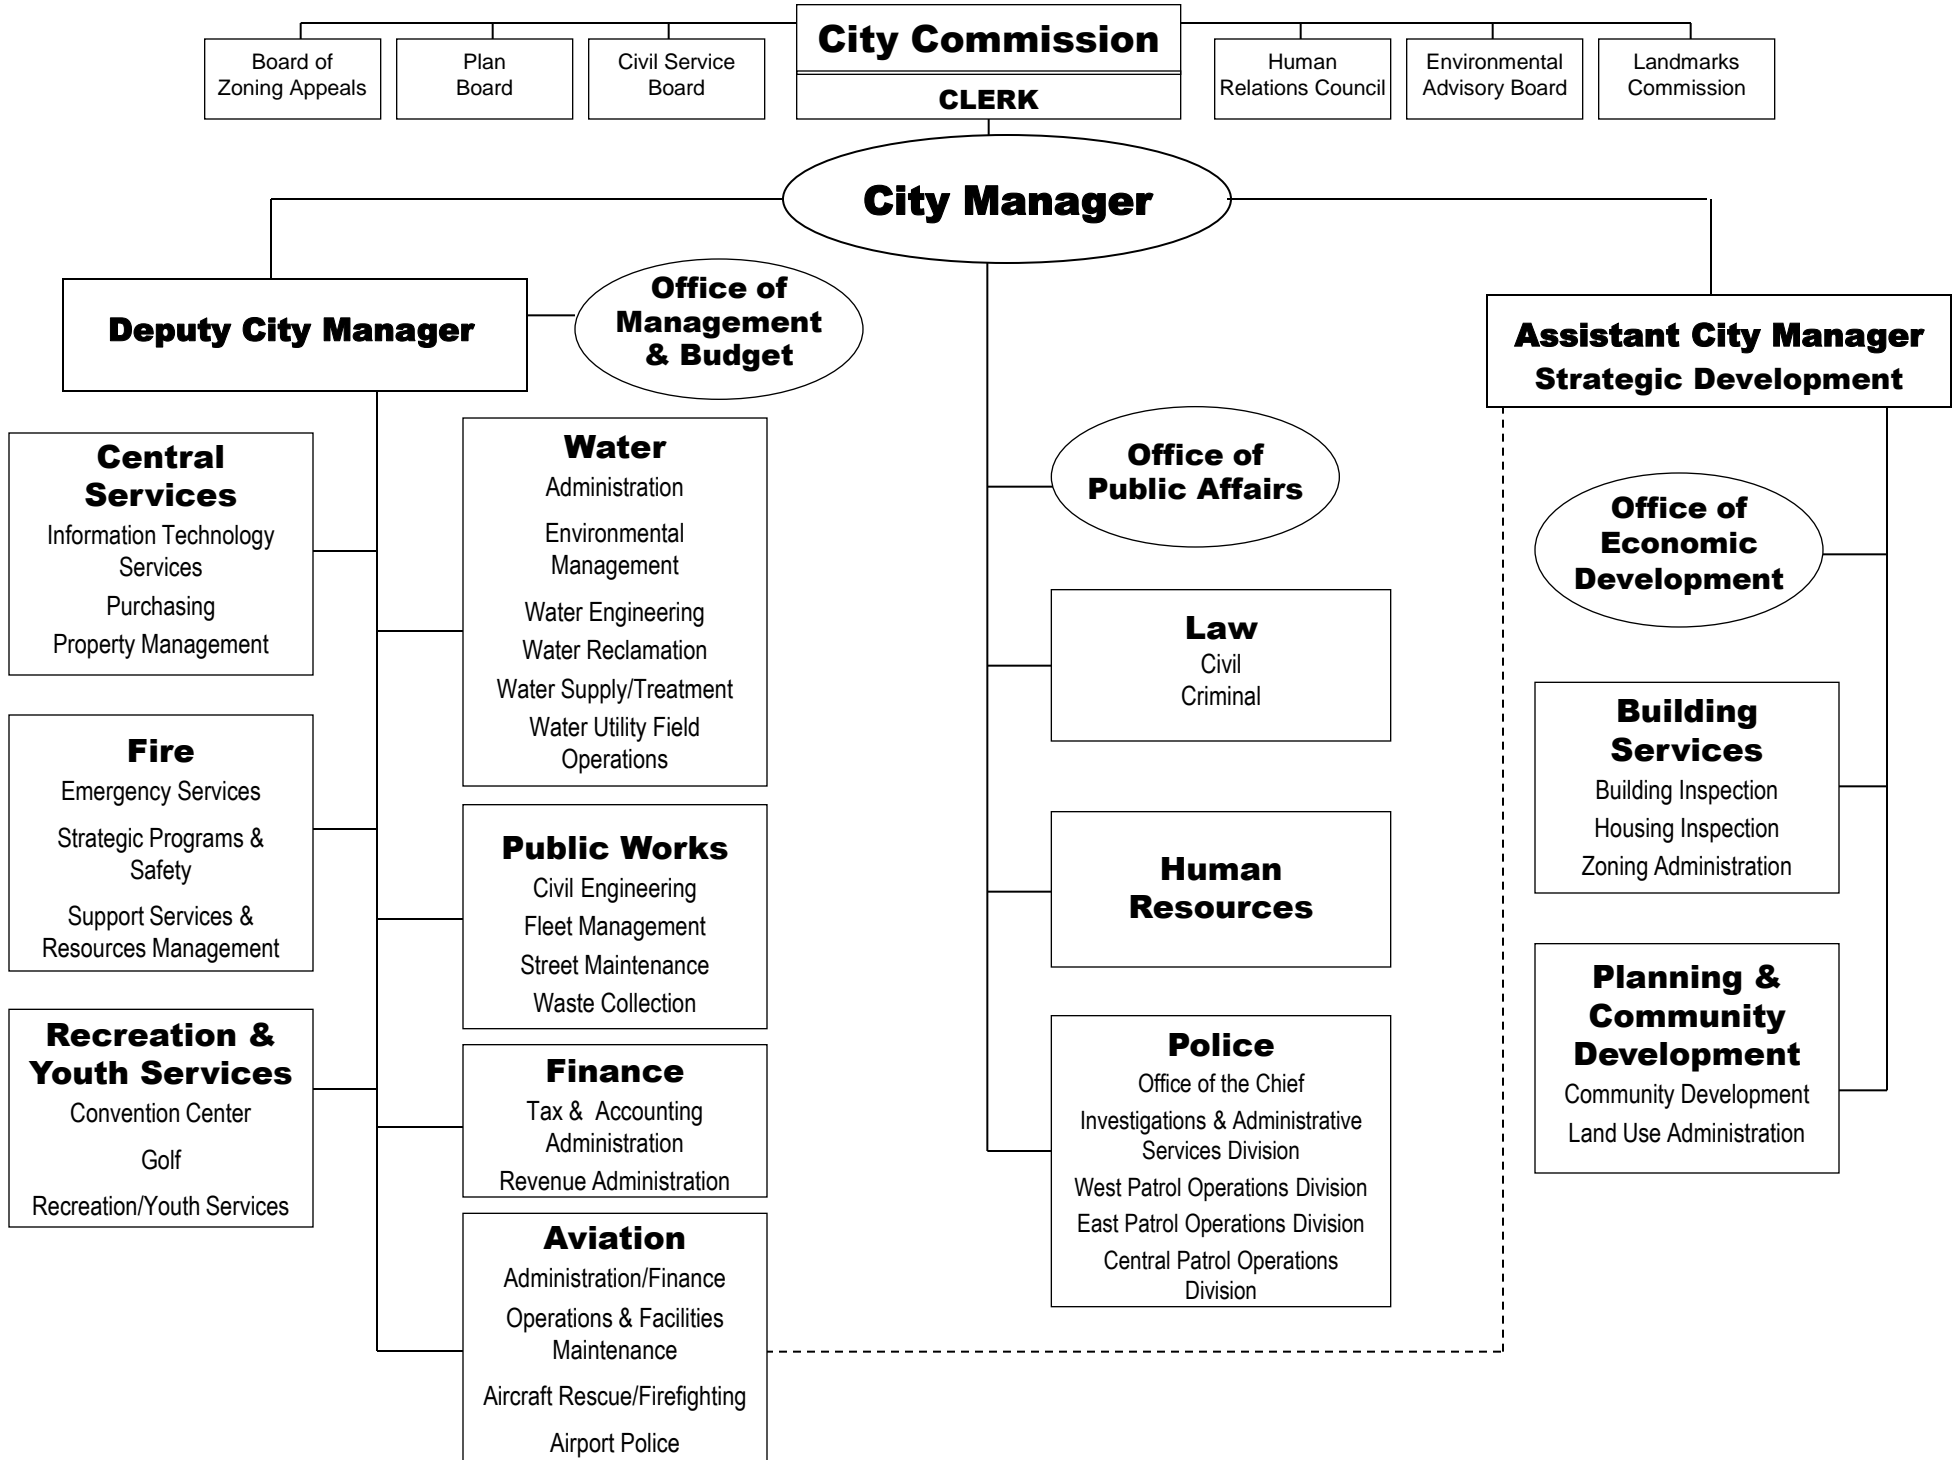 City Commission
CLERK
Board of
Zoning Appeals
Plan
Board
Civil Service
Board
Human
Relations Council
Environmental
Advisory Board
Landmarks
Commission
City Manager
Deputy City Manager
Office of
Management
& Budget
Assistant City Manager
Strategic Development
Central
Services
Information Technology
Services
Purchasing
Property Management
Fire
Emergency Services
Strategic Programs &
Safety
Support Services &
Resources Management
Recreation &
Youth Services
Convention Center
Golf
Recreation/Youth Services
Water
Administration
Environmental
Management
Water Engineering
Water Reclamation
Water Supply/Treatment
Water Utility Field
Operations
Public Works
Civil Engineering
Fleet Management
Street Maintenance
Waste Collection
Finance
Tax & Accounting
Administration
Revenue Administration
Aviation
Administration/Finance
Operations & Facilities
Maintenance
Aircraft Rescue/Firefighting
Airport Police
Office of
Public Affairs
Law
Civil
Criminal
Human
Resources
Police
Office of the Chief
Investigations & Administrative
Services Division
West Patrol Operations Division
East Patrol Operations Division
Central Patrol Operations
Division
Office of
Economic
Development
Building
Services
Building Inspection
Housing Inspection
Zoning Administration
Planning &
Community
Development
Community Development
Land Use Administration